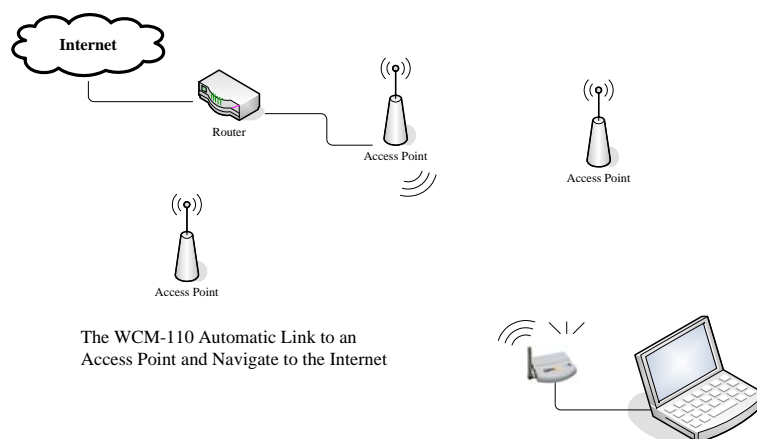 Internet
Router
Access Point
Access Point
Access Point
The WCM-110 Automatic Link to an
Access Point and Navigate to the Internet